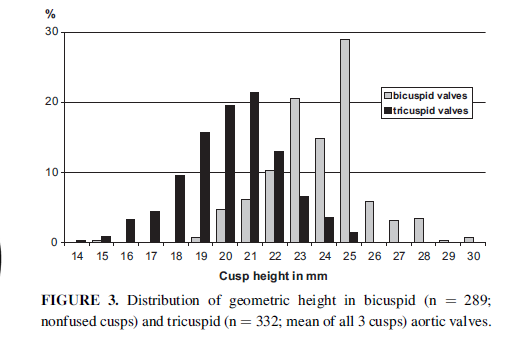 %
30
20
10
0
bicuspid valves
tricuspid valves
14 15 16 17 18 19 20 21 22 23 24 25 26 27 28 29 30
Cusp height in mm
FIGURE 3. Distribution of geometric height in bicuspid (n = 289;
nonfused cusps) and tricuspid (n = 332; mean of all 3 cusps) aortic valves.